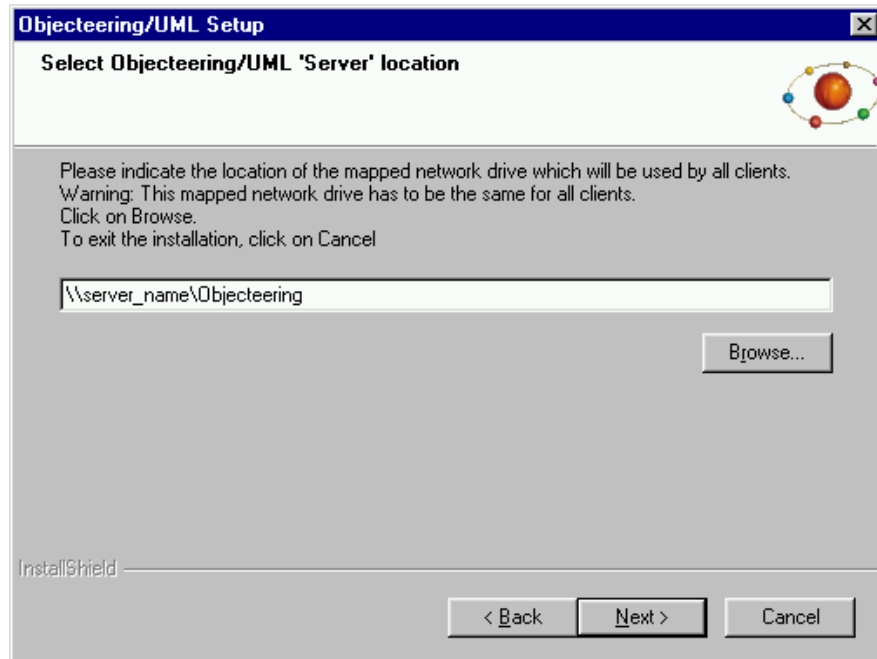 Objecteering/UML Setup
Select Objecteering/UML 'Server' location
Please indicate the location of the mapped network drive which will be used by all clients.
Warning: This mapped network drive has to be the same for all clients.
Click on Browse.
To exit the installation, click on Cancel
\\server_name\Objecteering
Browse...
InstallShield
< Back
Next >
Cancel